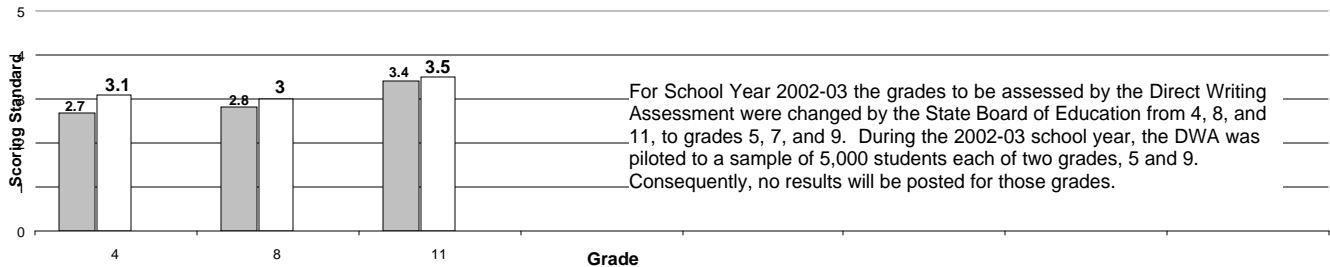 5
4
3
2
1
0
Scoring Standard
2.7
3.1
2.8
3
3.4
3.5
For School Year 2002-03 the grades to be assessed by the Direct Writing
Assessment were changed by the State Board of Education from 4, 8, and
11, to grades 5, 7, and 9. During the 2002-03 school year, the DWA was
piloted to a sample of 5,000 students each of two grades, 5 and 9.
Consequently, no results will be posted for those grades.
4
8
11
Grade